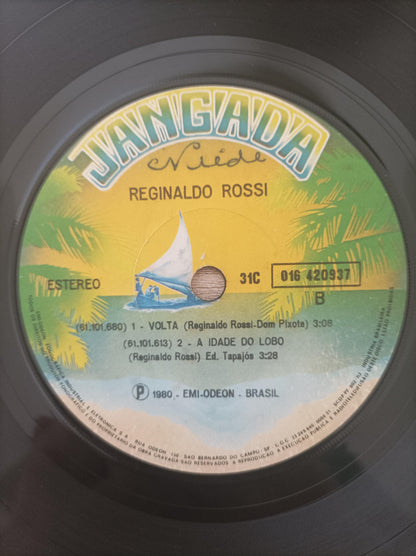 JANGADA
Nêide
REGINALDO ROSSI
ESTEREO
31C 016 420937
B
(61.101.680) 1 - VOLTA (Reginaldo Rossi-Dom Pixote) 3:08
(61.101.613) 2 - A IDADE DO LOBO
(Reginaldo Rossi) Ed. Tapajós 3:28
Ⓟ 1980 - EMI-ODEON - BRASIL